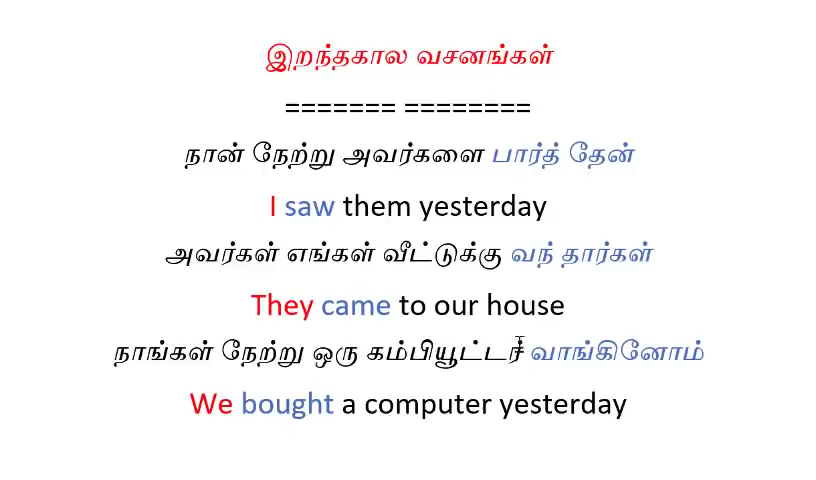 இறந்தகால வசனங்கள்
======= ========
நான் நேற்று அவர்களை பார்த் தேன்
I saw them yesterday
அவர்கள் எங்கள் வீட்டுக்கு வந் தார்கள்
They came to our house
நாங்கள் நேற்று ஒரு கம்பியூட்டர் வாங்கினோம்
We bought a computer yesterday